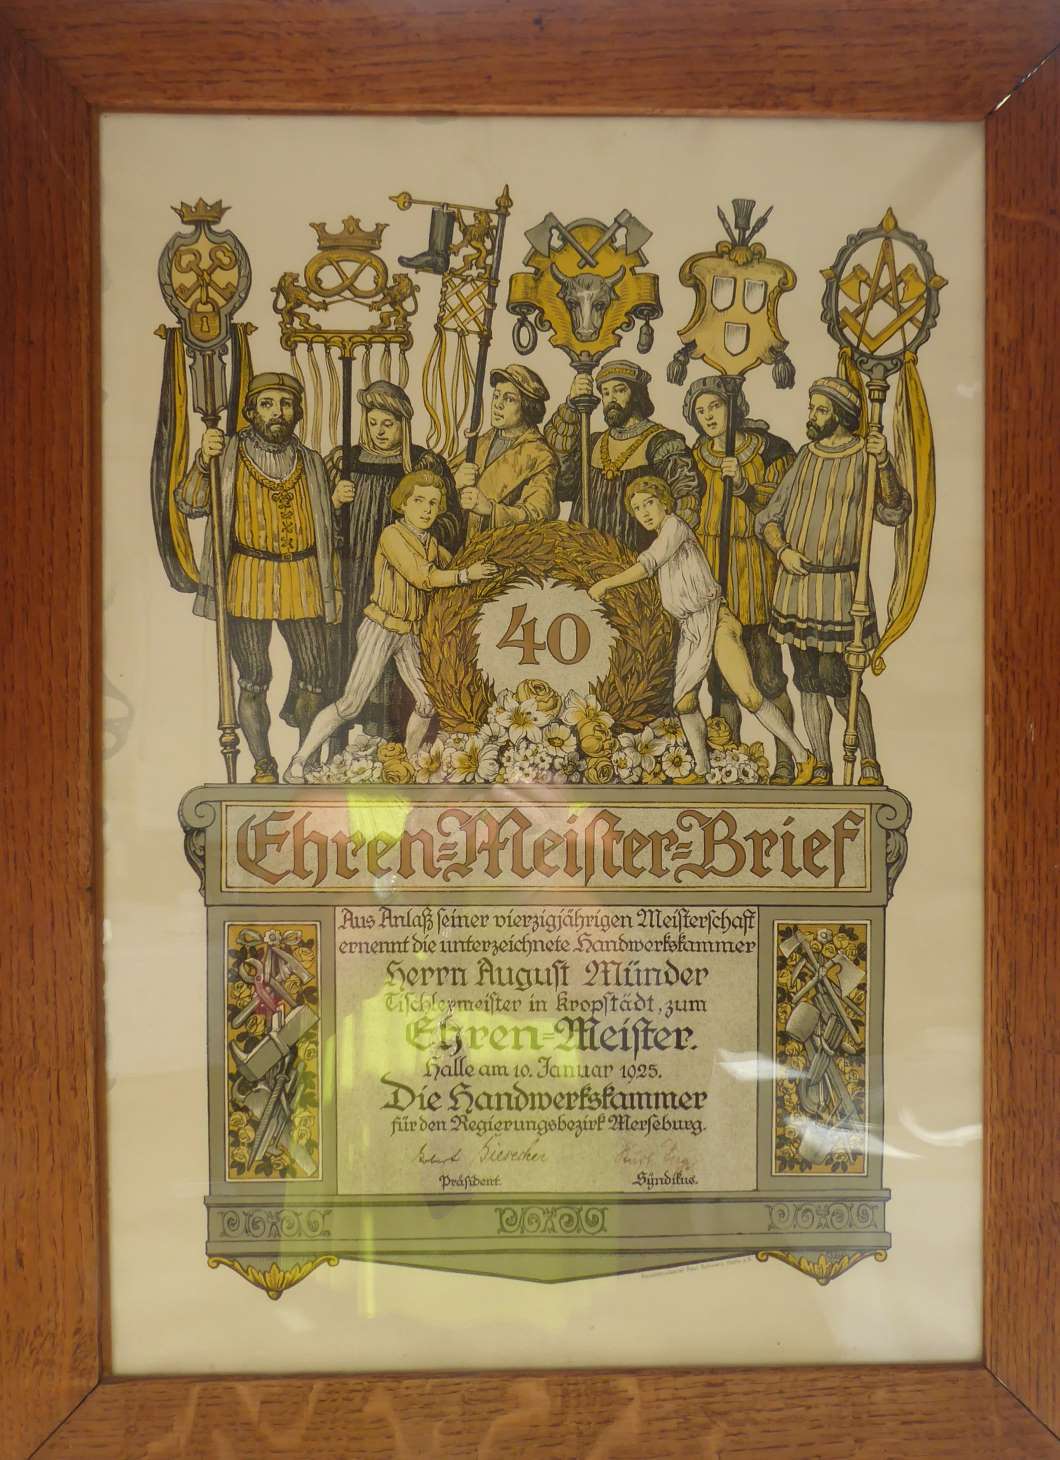 40
Ehren=Meister=Brief
Aus Anlaß seiner vierzigjährigen Meisterschaft
ernennt die unterzeichnete Handwerkskammer
Herrn August Münder
Tischlermeister in Kropstädt, zum
Ehren=Meister.
Halle am 10. Januar 1925.
Die Handwerkskammer
für den Regierungsbezirk Merseburg.
Präsident.
Syndikus.